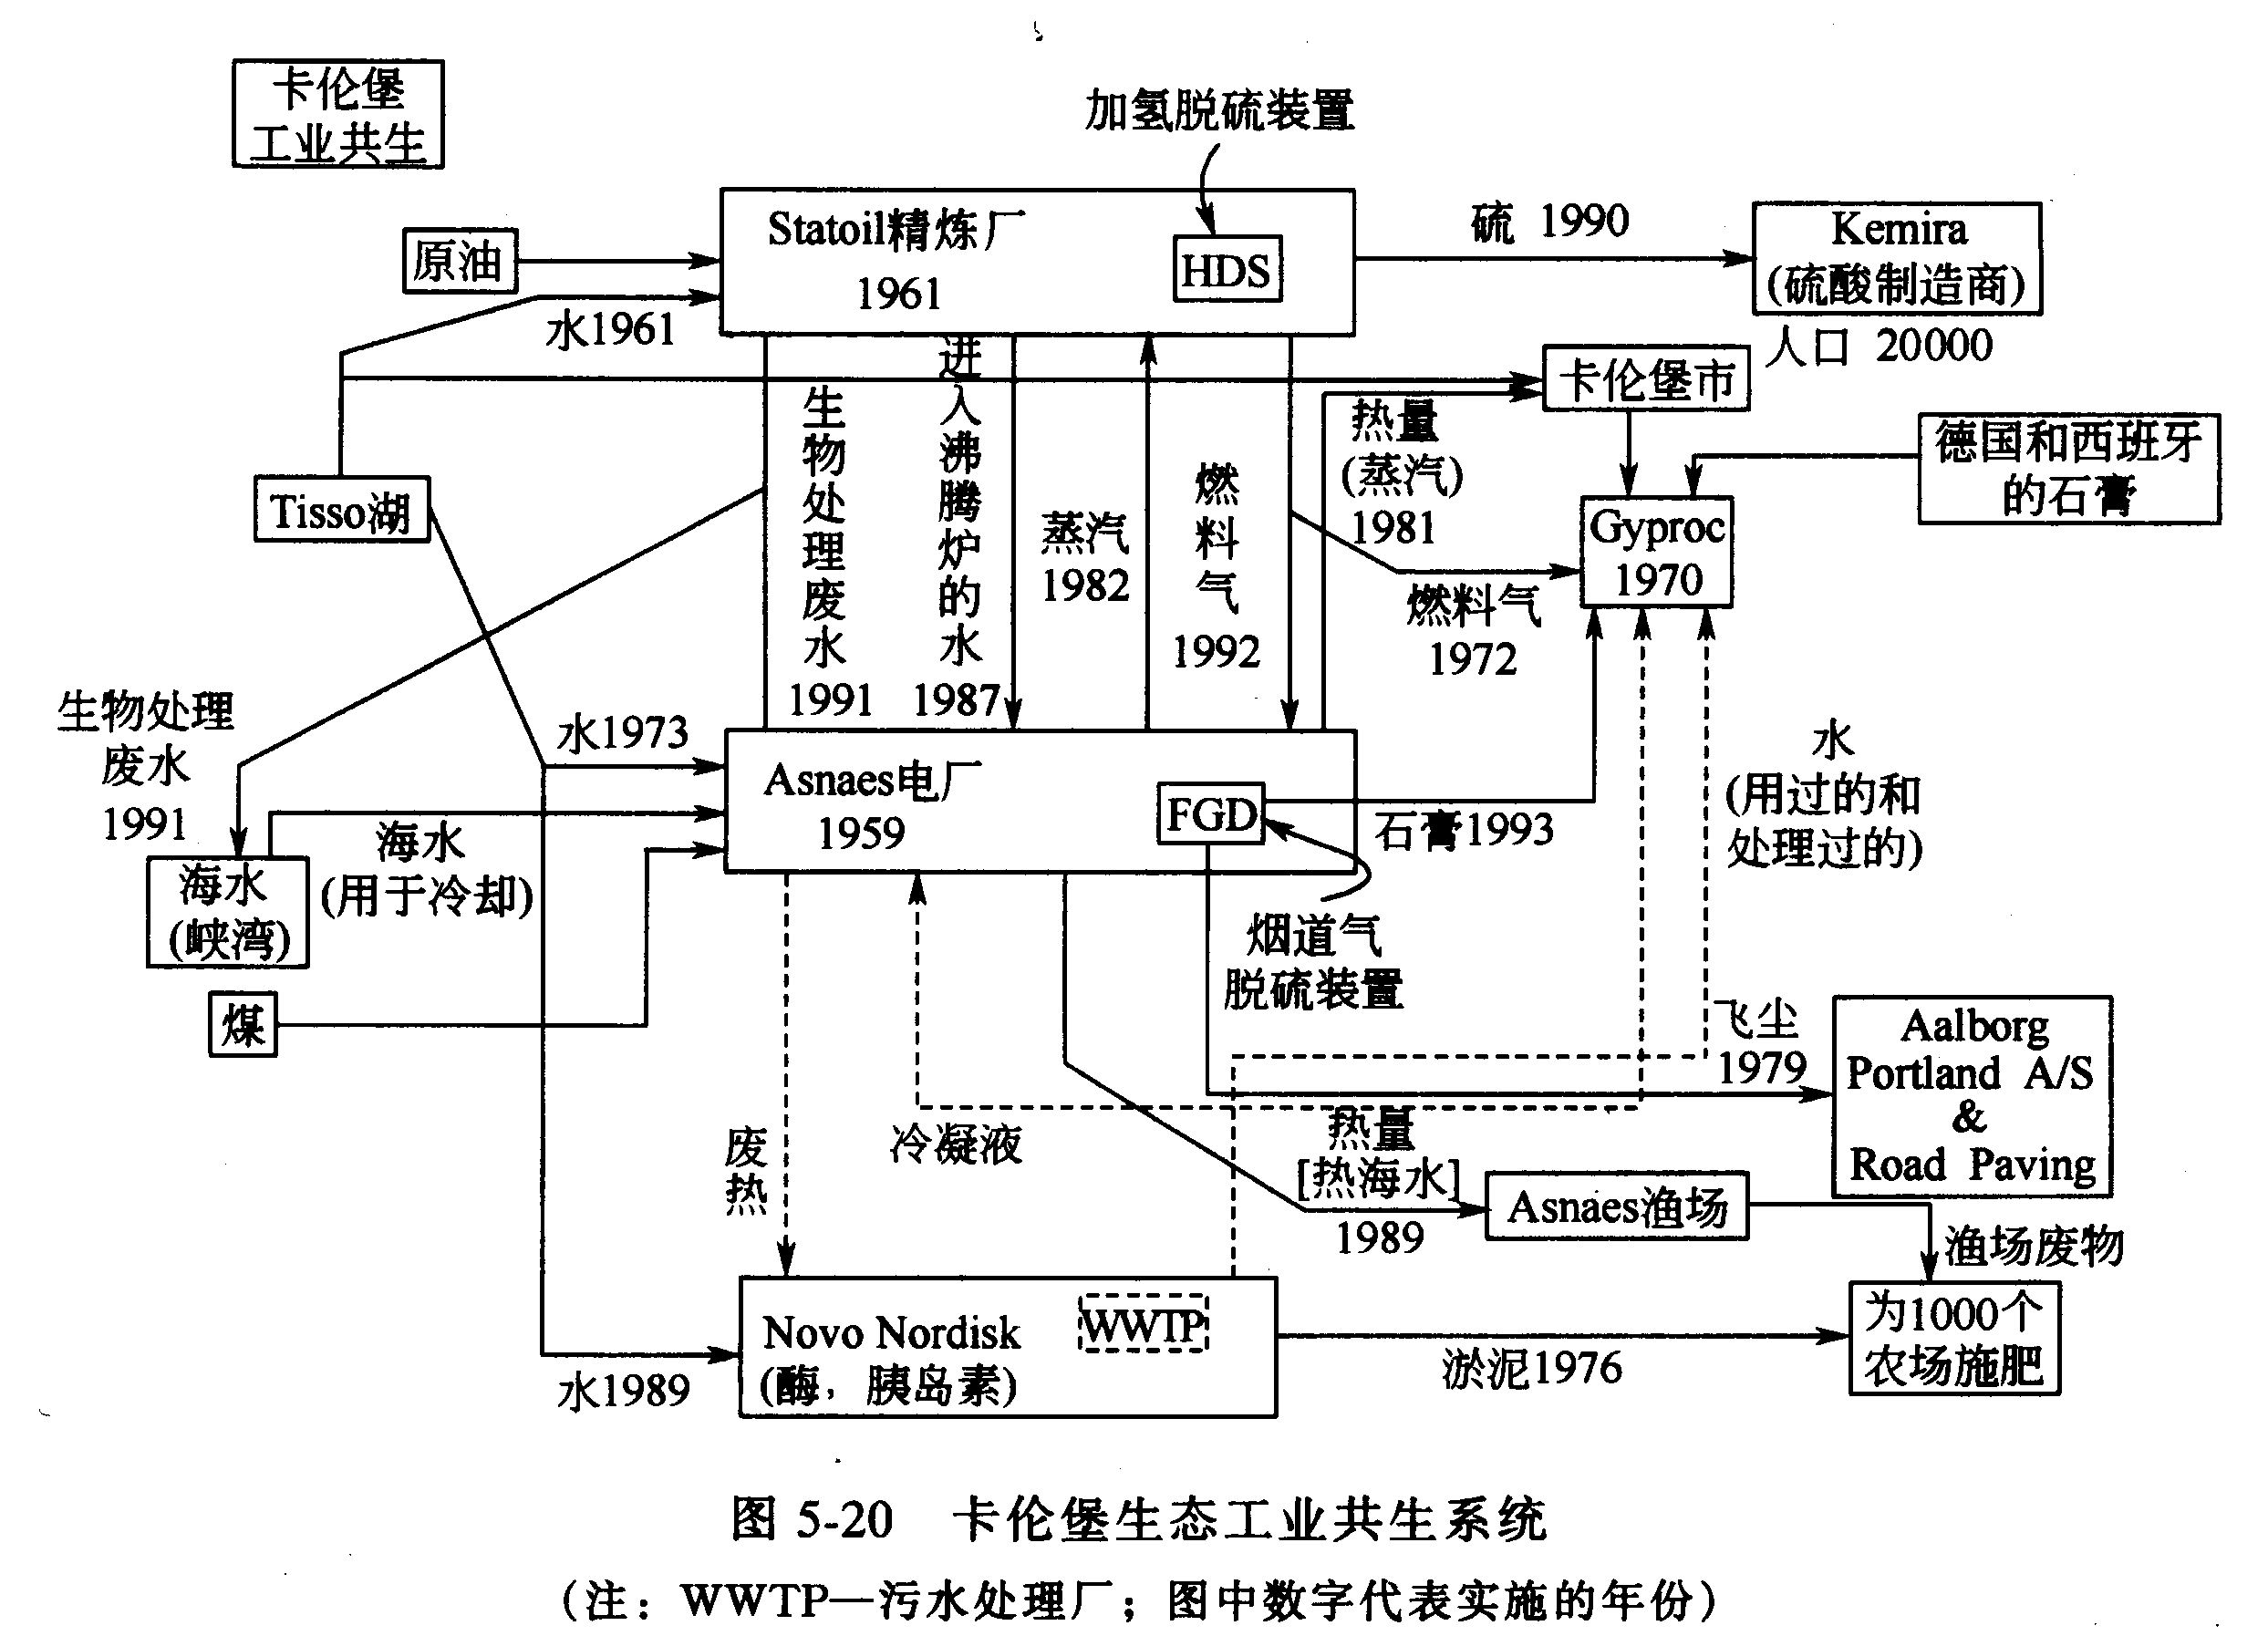 卡伦堡
工业共生
加氢脱硫装置
Statoil精炼厂
1961
HDS
硫 1990
Kemira
(硫酸制造商)
原油
水1961
人口 20000
卡伦堡市
进入沸腾炉的水
1987
生物处理废水
1991
蒸汽
1982
燃料气
1992
热量
(蒸汽)
1981
德国和西班牙
的石膏
Tisso湖
Gyproc
1970
燃料气
1972
生物处理
废水
1991
水1973
Asnaes电厂
1959
FGD
石膏1993
水
(用过的和
处理过的)
海水
(用于冷却)
海水
(峡湾)
烟道气
脱硫装置
煤
飞尘
1979
Aalborg
Portland A/S
&
Road Paving
废热
冷凝液
热量
[热海水]
1989
Asnaes渔场
渔场废物
Novo Nordisk
(酶，胰岛素)
WWTP
水1989
淤泥1976
为1000个
农场施肥
图 5-20 卡伦堡生态工业共生系统
(注：WWTP—污水处理厂；图中数字代表实施的年份)